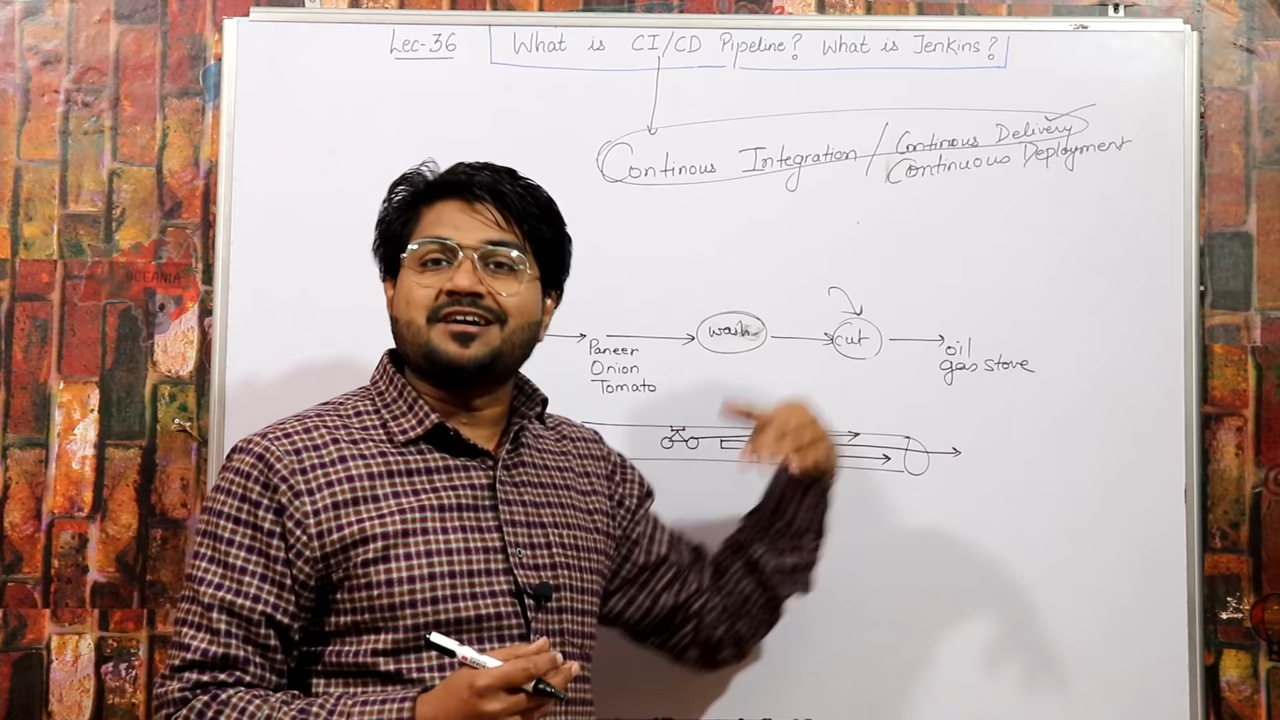 Lec-36 What is CI/CD Pipeline? What is Jenkins?
Continous Integration / Continous Delivery
Continuous Deployment
OCEANIA
Paneer
Onion
Tomato
wash
cut
oil
gas stove